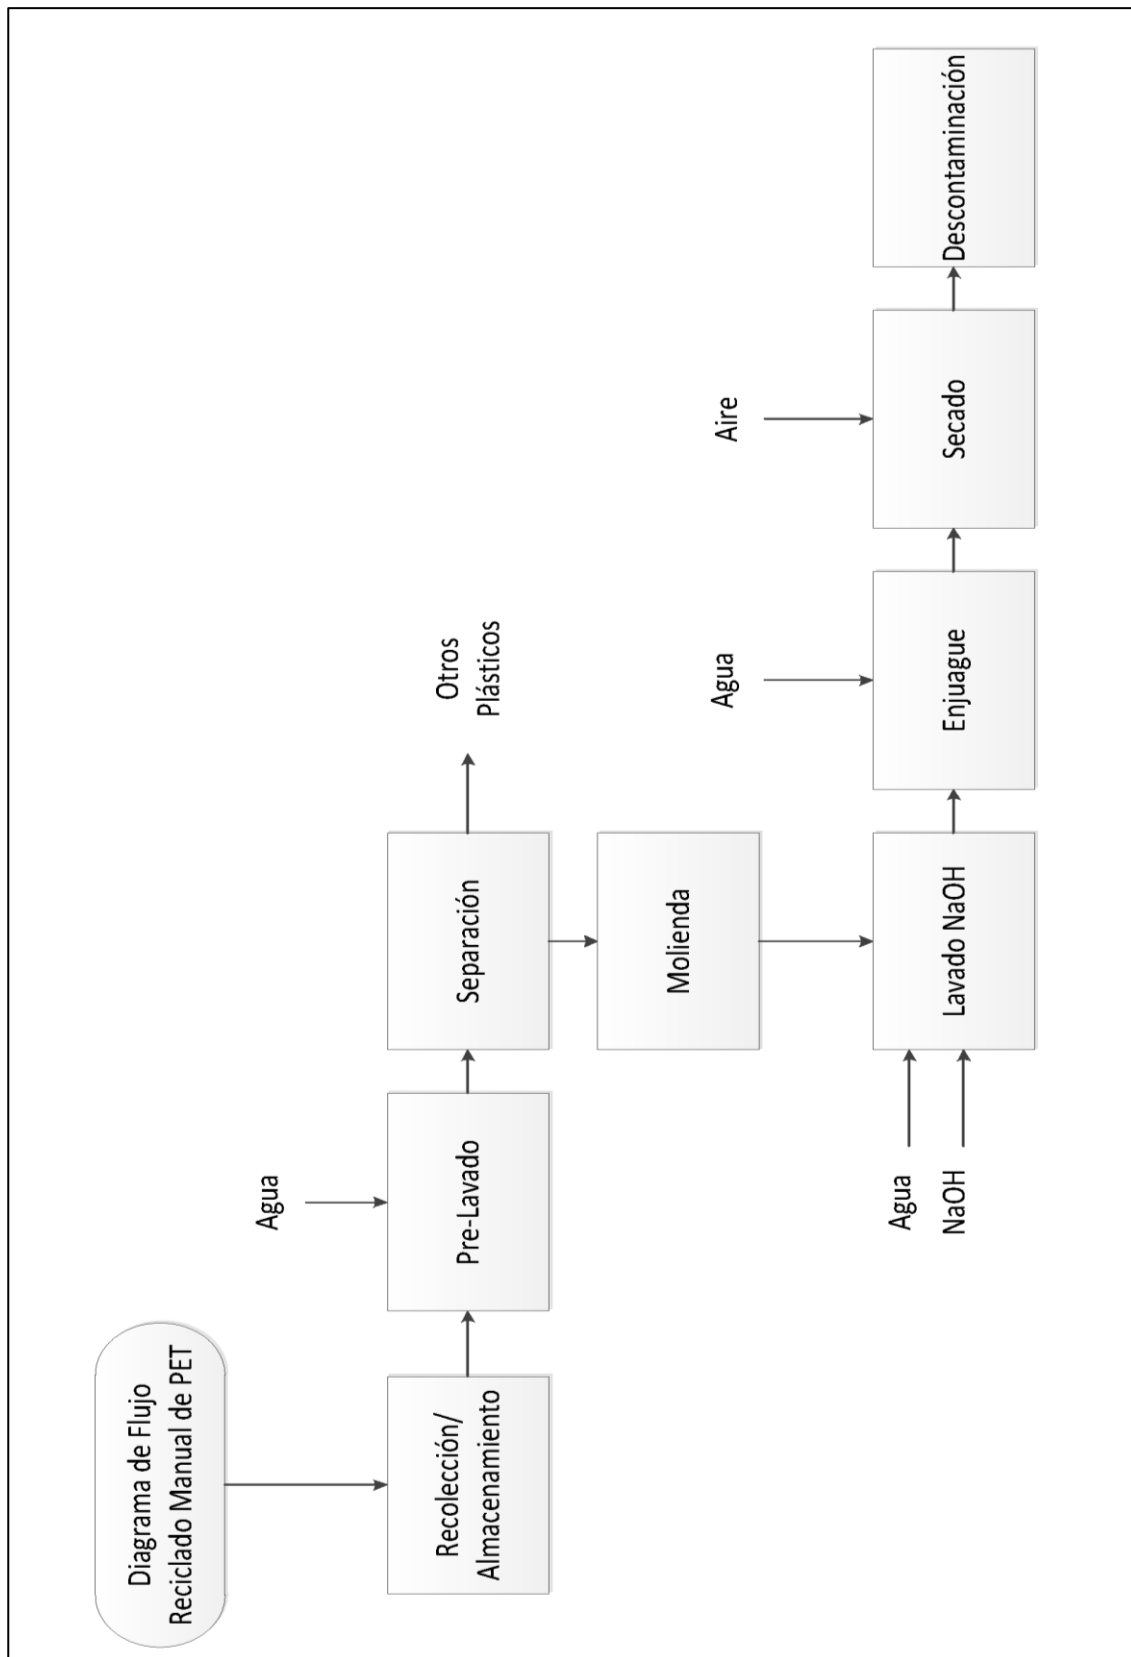 Diagrama de Flujo
Reciclado Manual de PET
Recolección/
Almacenamiento
Agua
Pre-Lavado
Separación
Otros
Plásticos
Molienda
Agua
NaOH
Lavado NaOH
Agua
Enjuague
Aire
Secado
Descontaminación